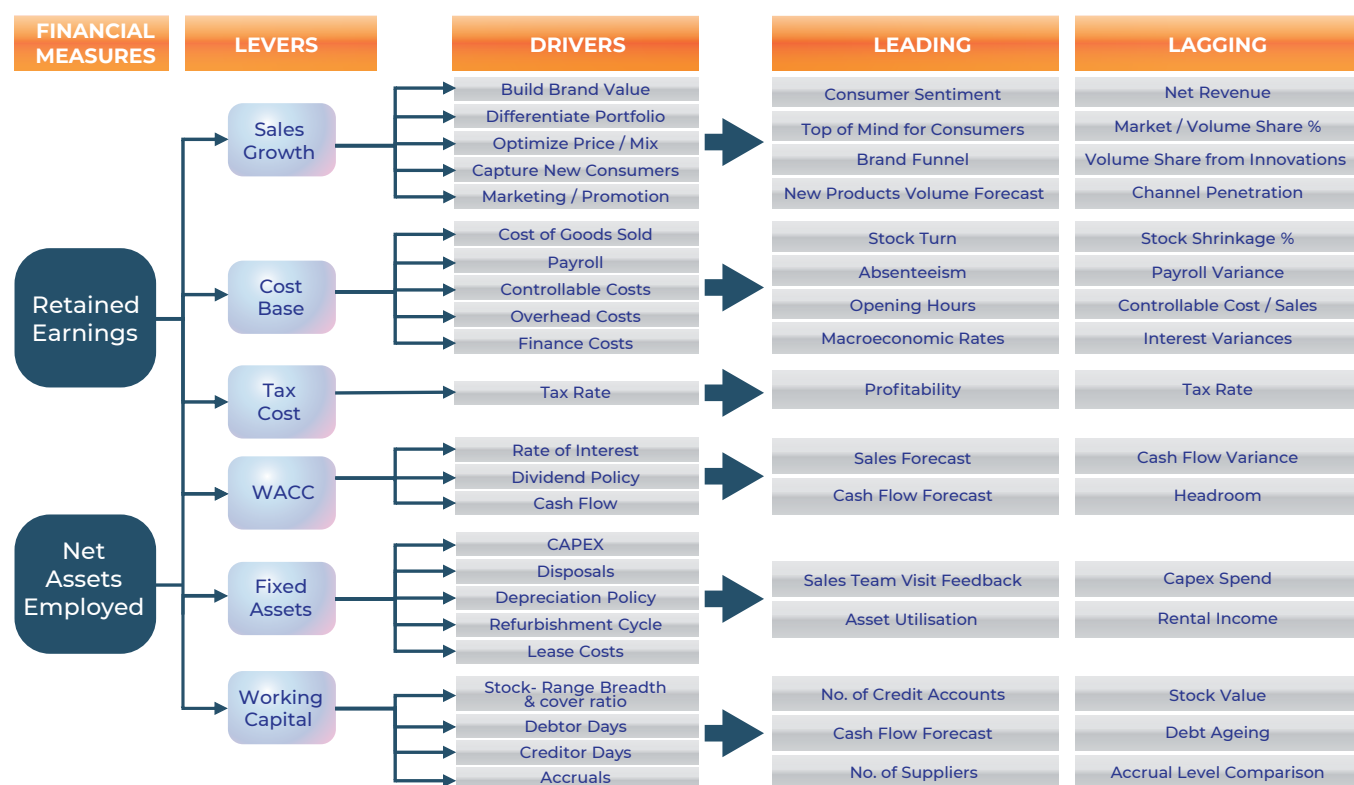 FINANCIAL
MEASURES
LEVERS
DRIVERS
LEADING
LAGGING
Retained
Earnings
Net
Assets
Employed
Sales
Growth
Build Brand Value
Differentiate Portfolio
Optimize Price / Mix
Capture New Consumers
Marketing / Promotion
Consumer Sentiment
Top of Mind for Consumers
Brand Funnel
New Products Volume Forecast
Net Revenue
Market / Volume Share %
Volume Share from Innovations
Channel Penetration
Cost
Base
Cost of Goods Sold
Payroll
Controllable Costs
Overhead Costs
Finance Costs
Stock Turn
Absenteeism
Opening Hours
Macroeconomic Rates
Stock Shrinkage %
Payroll Variance
Controllable Cost / Sales
Interest Variances
Tax
Cost
Tax Rate
Profitability
Tax Rate
WACC
Rate of Interest
Dividend Policy
Cash Flow
Sales Forecast
Cash Flow Forecast
Cash Flow Variance
Headroom
Fixed
Assets
CAPEX
Disposals
Depreciation Policy
Refurbishment Cycle
Lease Costs
Sales Team Visit Feedback
Asset Utilisation
Capex Spend
Rental Income
Working
Capital
Stock- Range Breadth
& cover ratio
Debtor Days
Creditor Days
Accruals
No. of Credit Accounts
Cash Flow Forecast
No. of Suppliers
Stock Value
Debt Ageing
Accrual Level Comparison